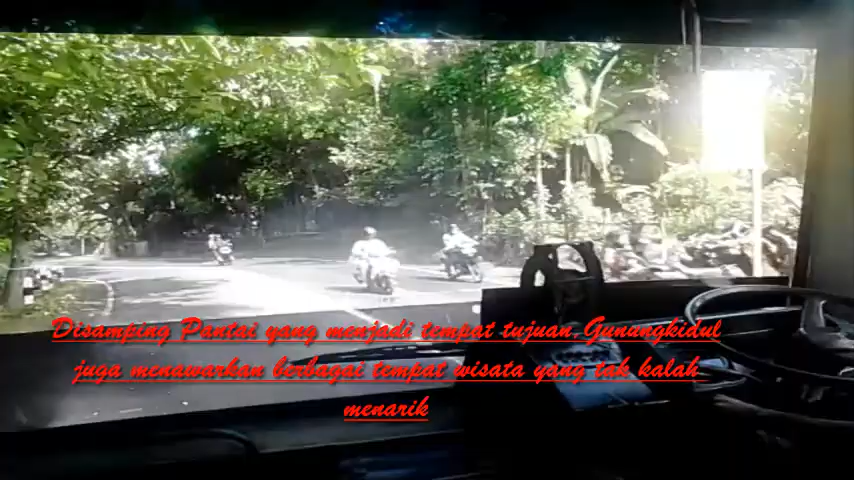 Disamping Pantai yang menjadi tempat tujuan,Gunungkidul
juga menawarkan berbagai tempat wisata yang tak kalah
menarik